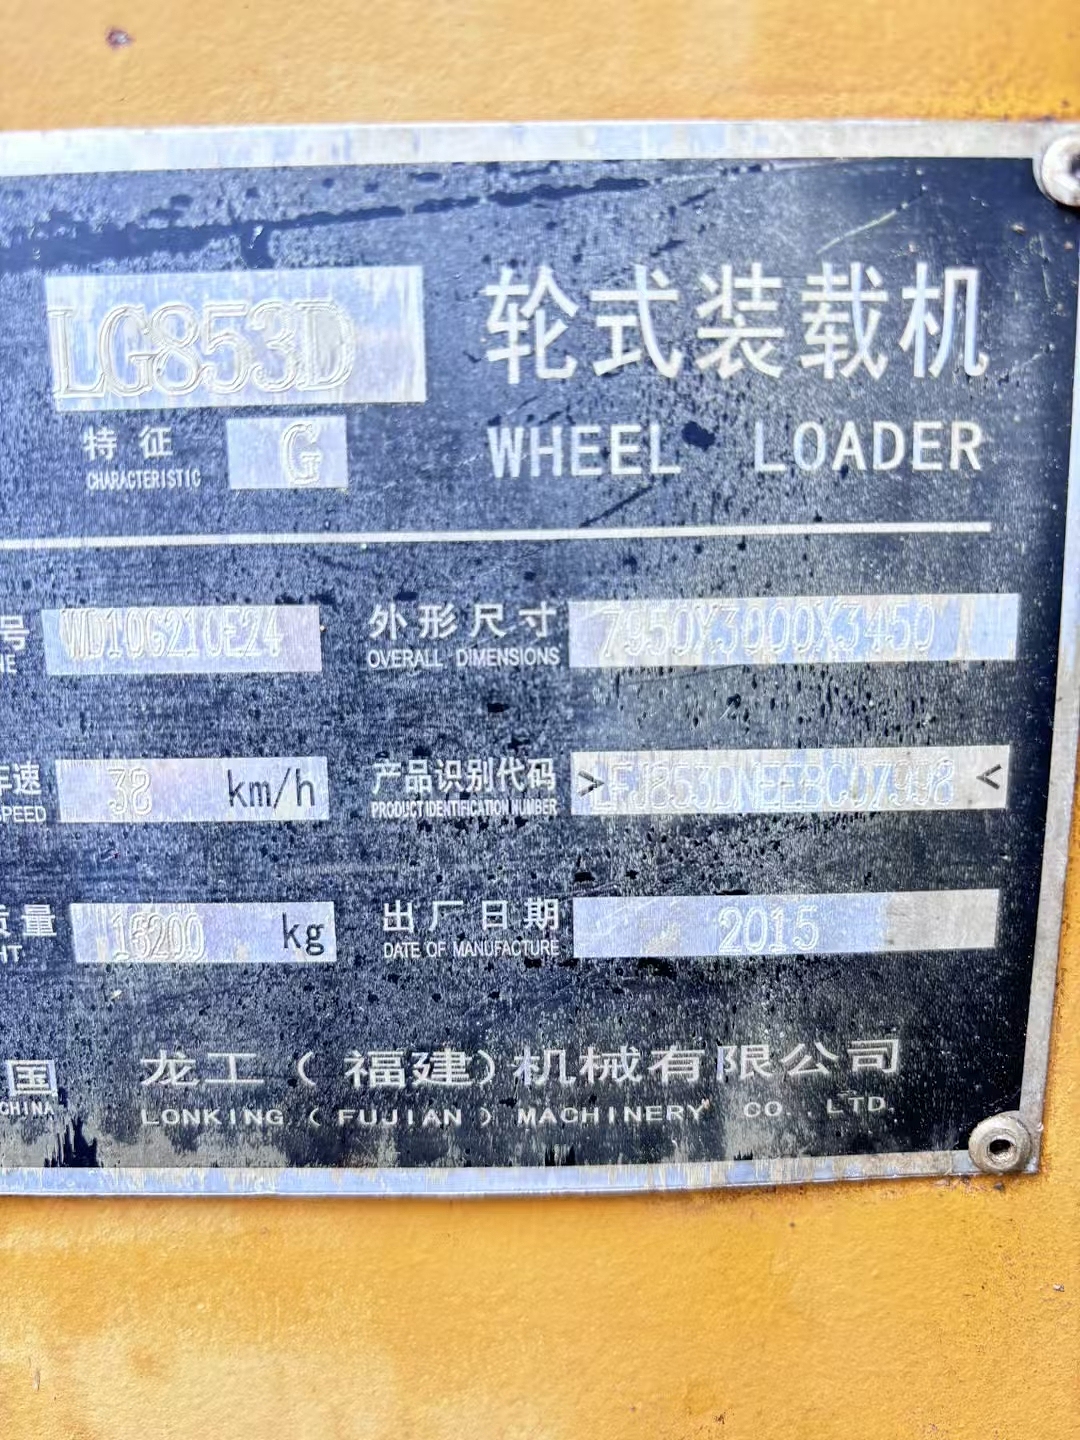 LG853D 轮式装载机
特征 G WHEEL LOADER
CHARACTERISTIC
号 WD10G210E24 外形尺寸 7950X3000X3450
NE OVERALL DIMENSIONS
车速 38 km/h 产品识别代码 >
SPEED PRODUCT IDENTIFICATION NUMBER <
质量 16200 kg 出厂日期 2015
HT DATE OF MANUFACTURE
国 龙工(福建)机械有限公司
CHINA LONKING (FUJIAN) MACHINERY CO.,LTD.